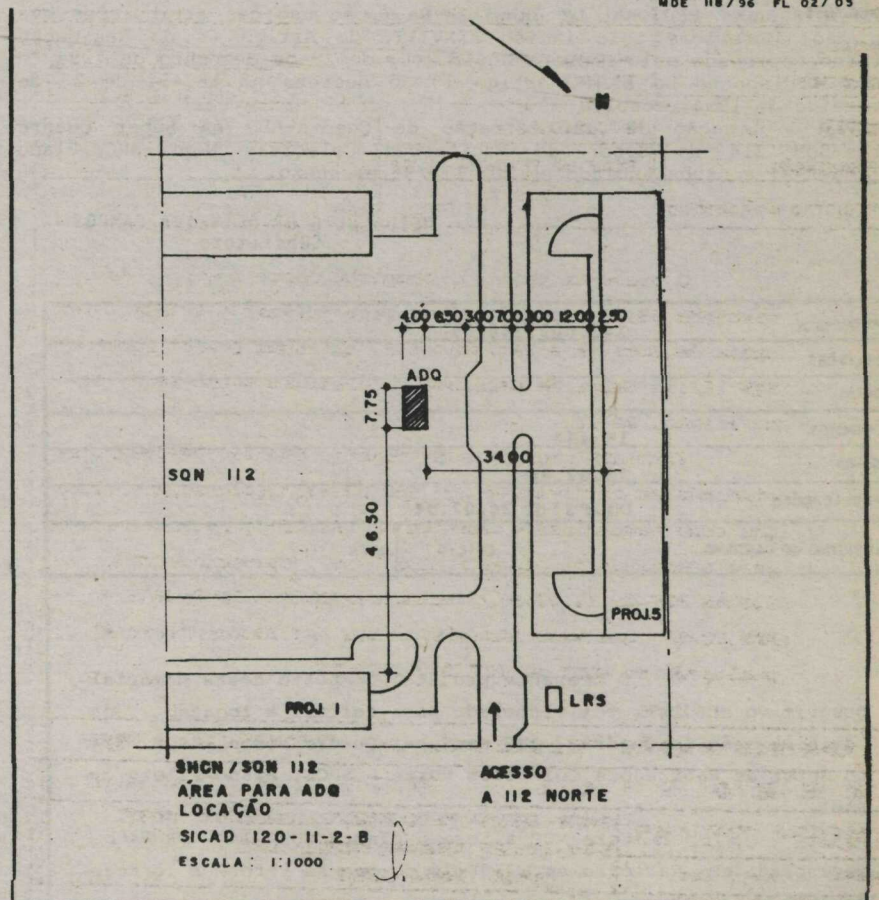 MDE 118/96 FL 02/05
4.00 6.50 3.00 7.00 3.00 12.00 2.50
ADQ
7.75
34.00
SQN 112
46.50
PROJ.5
PROJ. 1
LRS
SHCN/SQN 112
ÁREA PARA ADQ
LOCAÇÃO
SICAD 120-11-2-B
ESCALA: 1:1000
ACESSO
A 112 NORTE